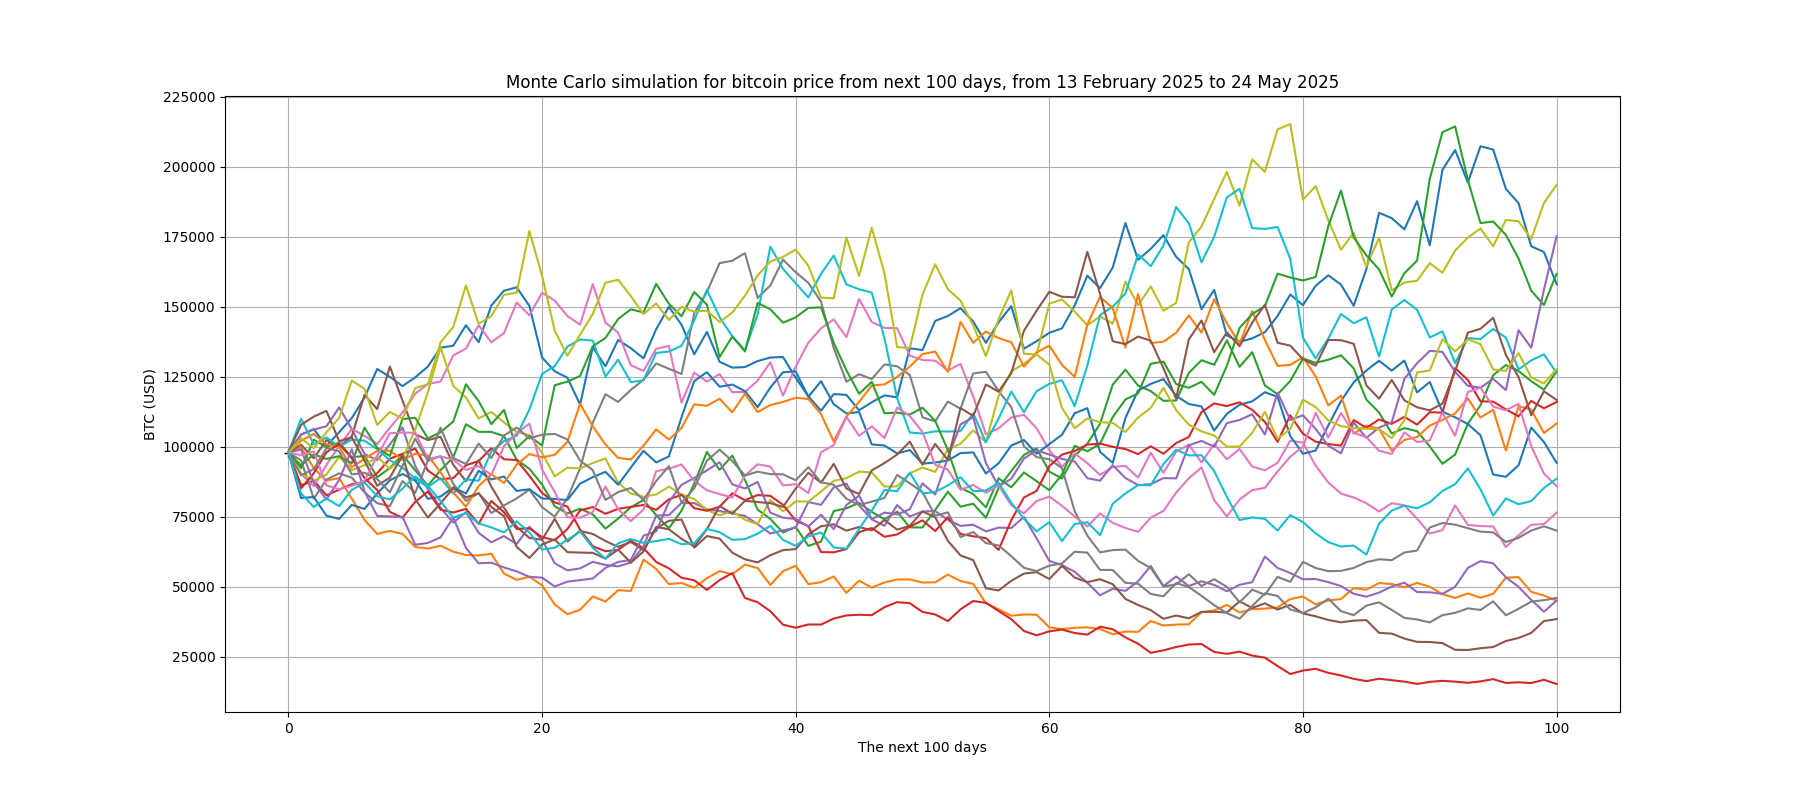 Monte Carlo simulation for bitcoin price from next 100 days, from 13 February 2025 to 24 May 2025
225000
200000
175000
150000
125000
100000
75000
50000
25000
BTC (USD)
0 20 40 60 80 100
The next 100 days